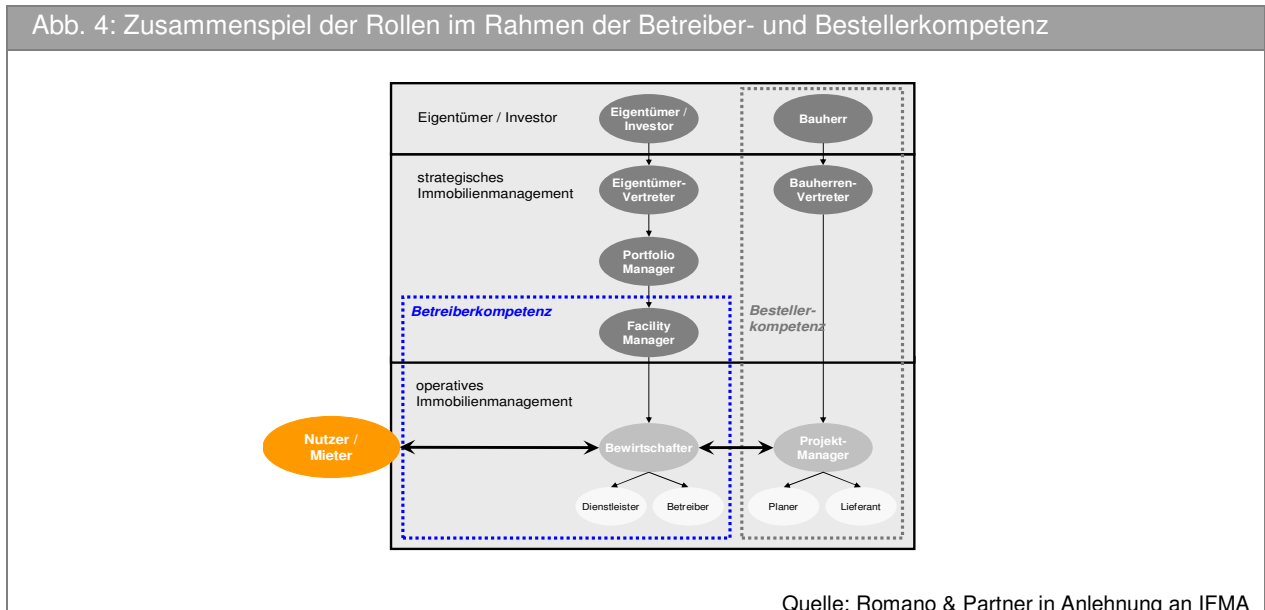 Abb. 4: Zusammenspiel der Rollen im Rahmen der Betreiber- und Bestellerkompetenz
Eigentümer / Investor
Eigentümer /
Investor
Bauherr
strategisches
Immobilienmanagement
Eigentümer-
Vertreter
Bauherren-
Vertreter
Portfolio
Manager
Betreiberkompetenz
Facility
Manager
Besteller-
kompetenz
operatives
Immobilienmanagement
Nutzer /
Mieter
Bewirtschafter
Projekt-
Manager
Dienstleister
Betreiber
Planer
Lieferant
Quelle: Romano & Partner in Anlehnung an IFMA